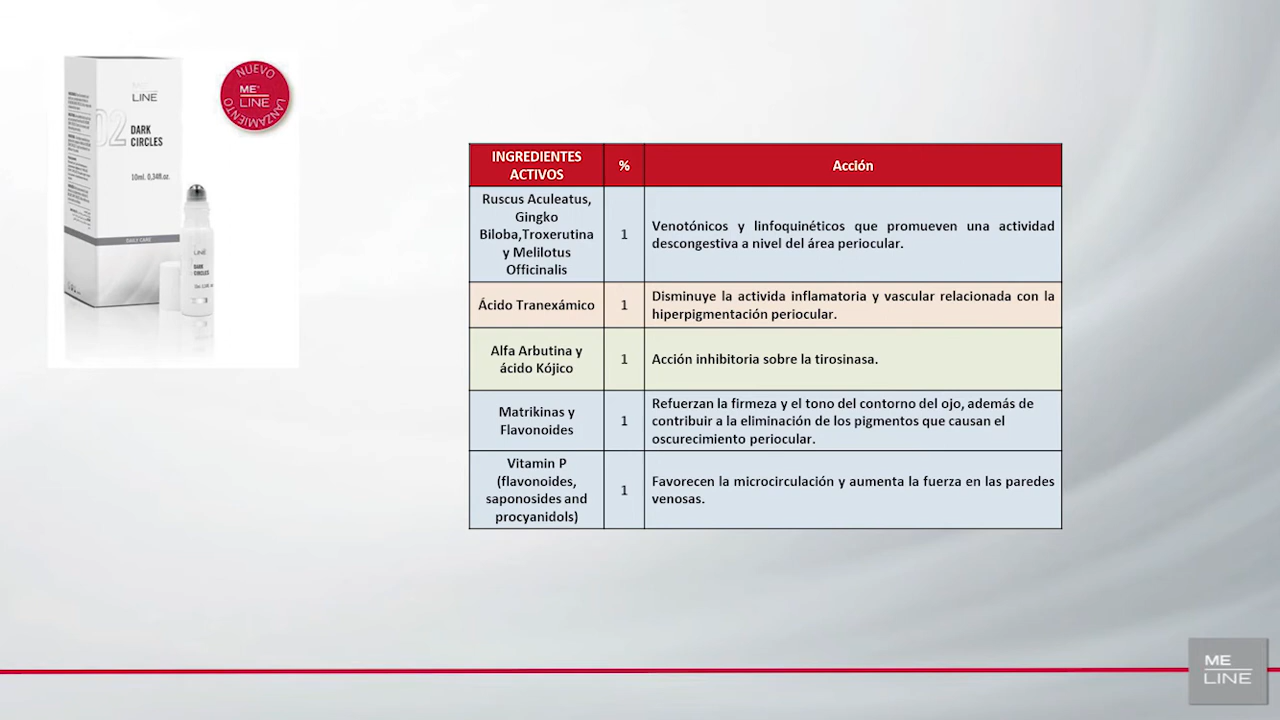 NUEVO
ME
LINE
LANZAMIENTO
ME
LINE
02
DARK
CIRCLES
10ml. 0,34fl.oz.
DAILY CARE
LINE
DARK
CIRCLES
INGREDIENTES
ACTIVOS
%
Acción
Ruscus Aculeatus,
Gingko
Biloba,Troxerutina
y Melilotus
Officinalis
1
Venotónicos y linfoquinéticos que promueven una actividad
descongestiva a nivel del área periocular.
Ácido Tranexámico
1
Disminuye la activida inflamatoria y vascular relacionada con la
hiperpigmentación periocular.
Alfa Arbutina y
ácido Kójico
1
Acción inhibitoria sobre la tirosinasa.
Matrikinas y
Flavonoides
1
Refuerzan la firmeza y el tono del contorno del ojo, además de
contribuir a la eliminación de los pigmentos que causan el
oscurecimiento periocular.
Vitamin P
(flavonoides,
saponosides and
procyanidols)
1
Favorecen la microcirculación y aumenta la fuerza en las paredes
venosas.
ME
LINE